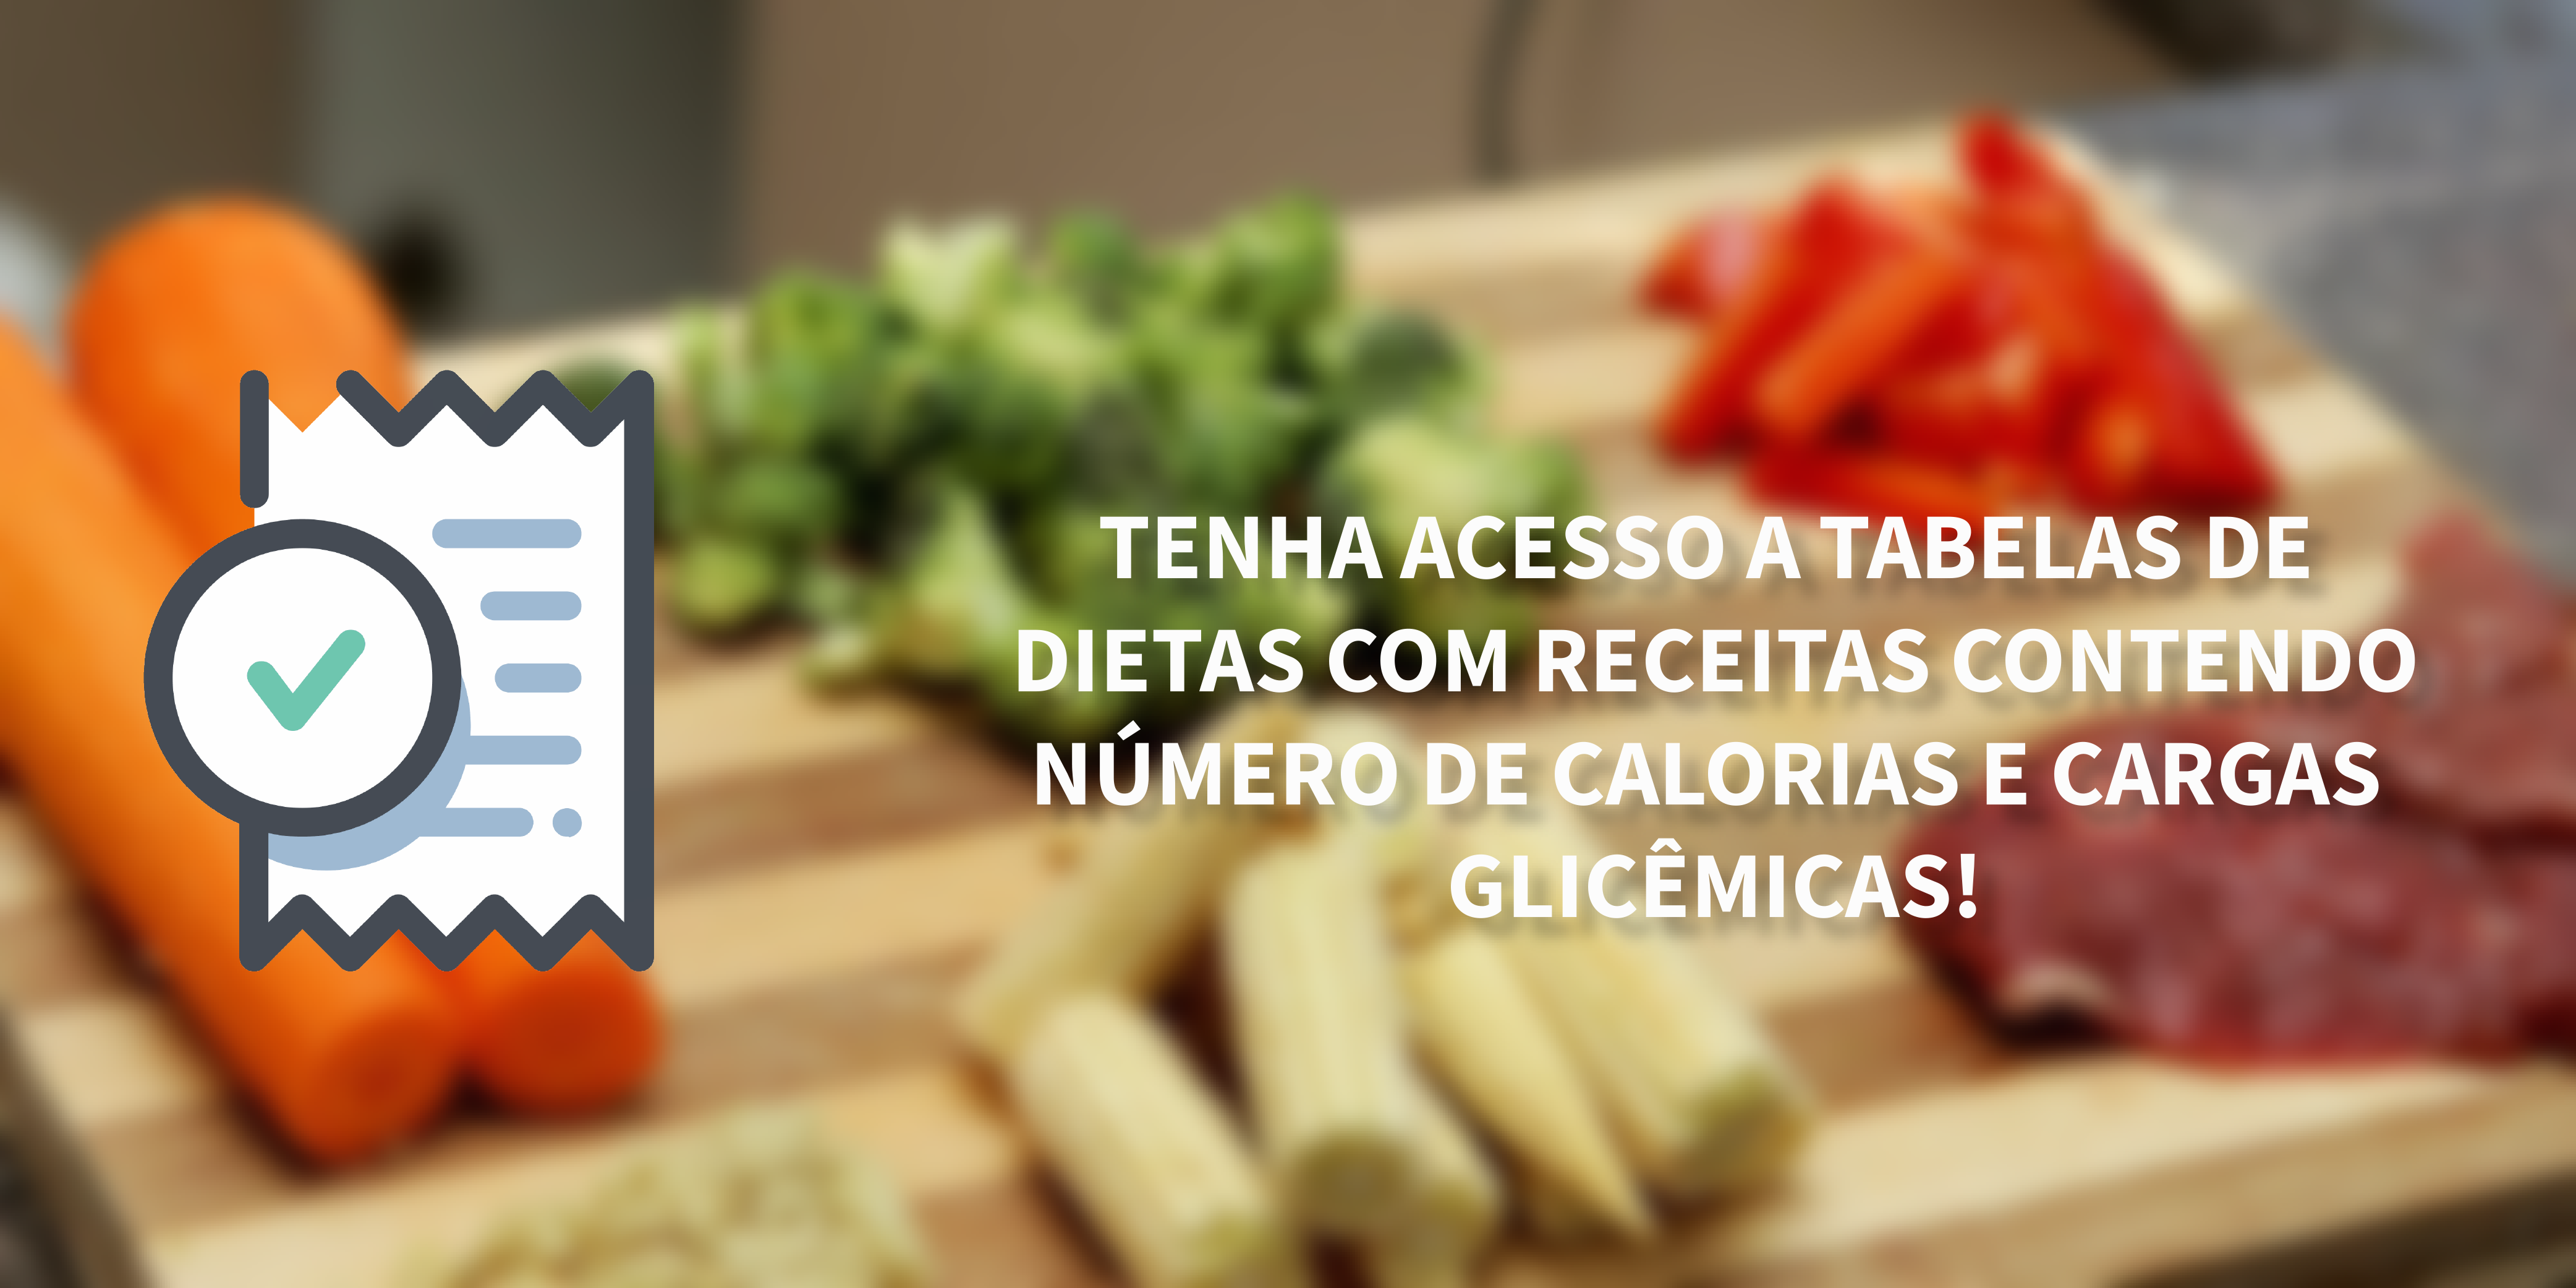 TENHA ACESSO A TABELAS DE
DIETAS COM RECEITAS CONTENDO
NÚMERO DE CALORIAS E CARGAS
GLICÊMICAS!